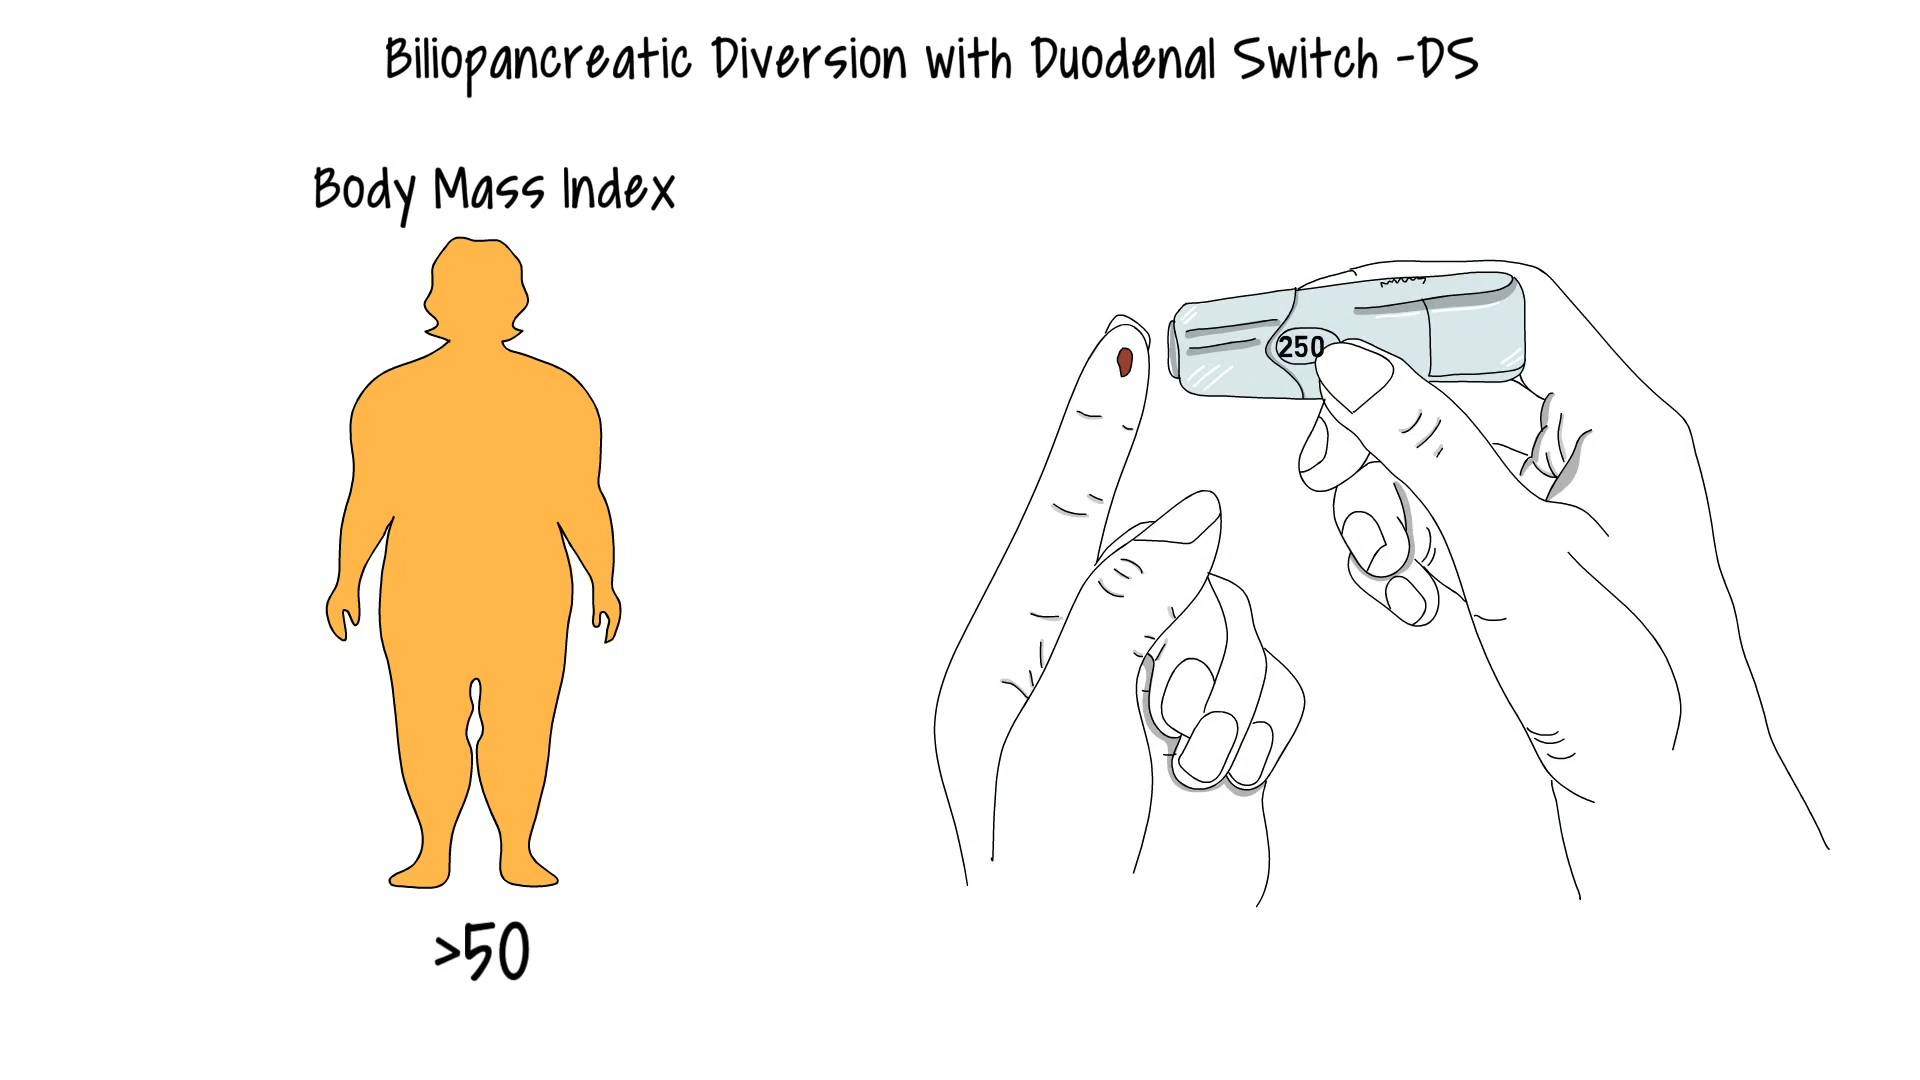 Biliopancreatic Diversion with Duodenal Switch -DS
Body Mass Index
250
>50